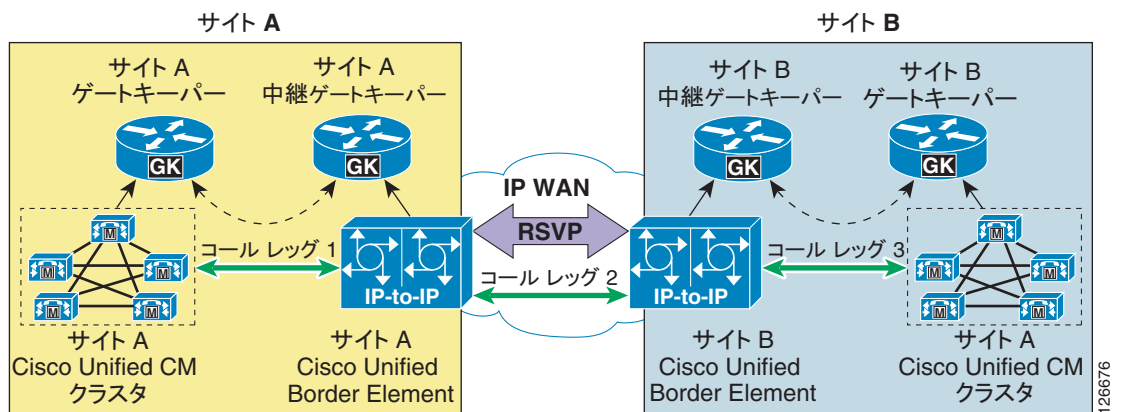 サイト A
サイト B
サイト A
ゲートキーパー
サイト A
中継ゲートキーパー
サイト B
中継ゲートキーパー
サイト B
ゲートキーパー
GK
GK
GK
GK
IP WAN
RSVP
M
M
M
M
M
コール レッグ 1
IP-to-IP
コール レッグ 2
IP-to-IP
コール レッグ 3
M
M
M
M
M
サイト A
Cisco Unified CM
クラスタ
サイト A
Cisco Unified
Border Element
サイト B
Cisco Unified
Border Element
サイト A
Cisco Unified CM
クラスタ
126676